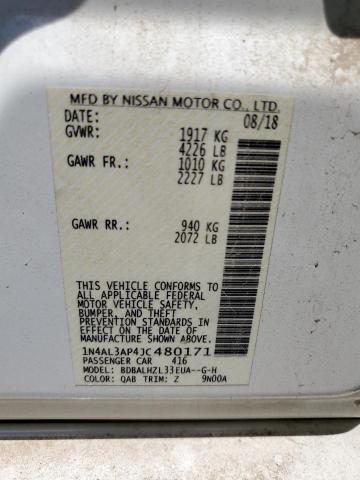 MFD BY NISSAN MOTOR CO., LTD.
DATE: 08/18
GVWR: 1917 KG
4226 LB
GAWR FR.: 1010 KG
2227 LB
GAWR RR.: 940 KG
2072 LB
THIS VEHICLE CONFORMS TO
ALL APPLICABLE FEDERAL
MOTOR VEHICLE SAFETY,
BUMPER, AND THEFT
PREVENTION STANDARDS
IN EFFECT ON THE DATE OF
MANUFACTURE SHOWN ABOVE.
1N4AL3AP4JC480171
PASSENGER CAR 416
MODEL: BDBALHZL33EUA--G-H
COLOR: QAB TRIM: Z 9N00A